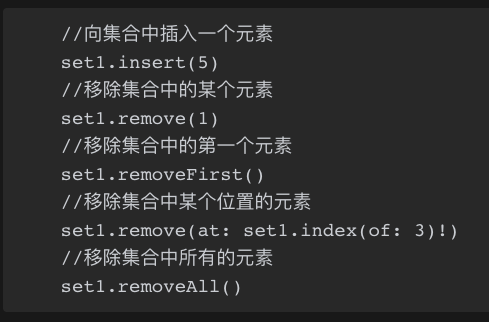 //向集合中插入一个元素
set1.insert(5)
//移除集合中的某个元素
set1.remove(1)
//移除集合中的第一个元素
set1.removeFirst()
//移除集合中某个位置的元素
set1.remove(at: set1.index(of: 3)!)
//移除集合中所有的元素
set1.removeAll()